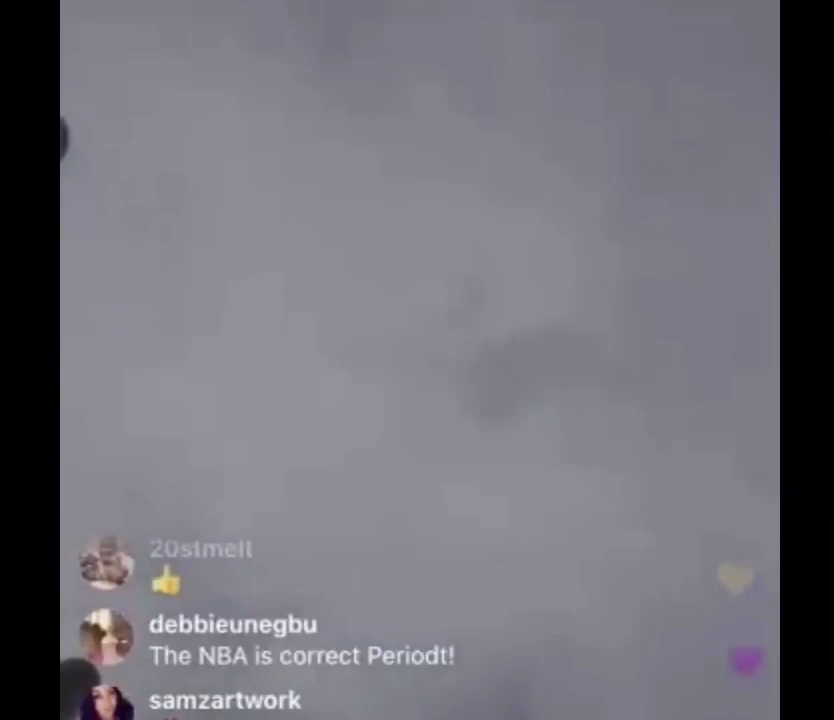 20stmelt
👍
debbieunegbu
The NBA is correct Periodt!
samzartwork